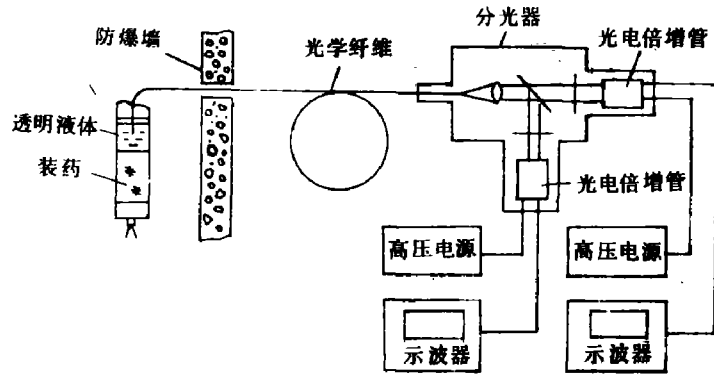 分光器
防爆墙
光学纤维
光电倍增管
透明液体
装药
光电倍增管
高压电源
高压电源
示波器
示波器